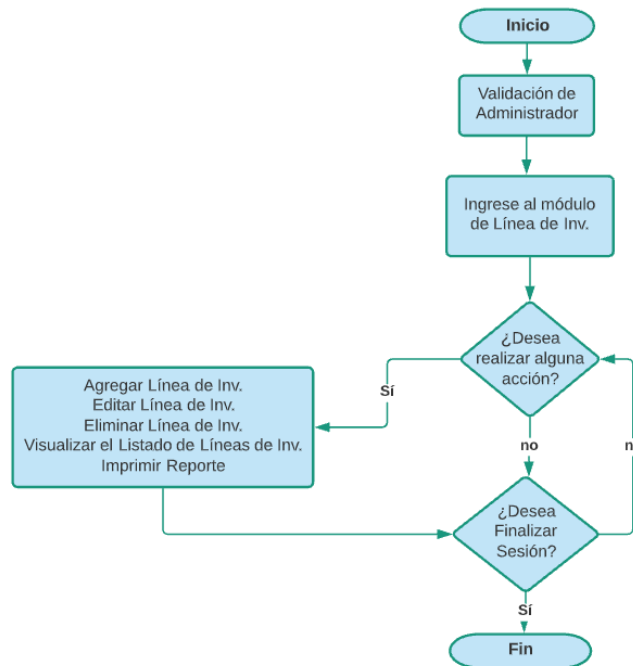 Inicio
Validación de
Administrador
Ingrese al módulo
de Línea de Inv.
¿Desea
realizar alguna
acción?
Sí
Agregar Línea de Inv.
Editar Línea de Inv.
Eliminar Línea de Inv.
Visualizar el Listado de Líneas de Inv.
Imprimir Reporte
no
n
¿Desea
Finalizar
Sesión?
Sí
Fin